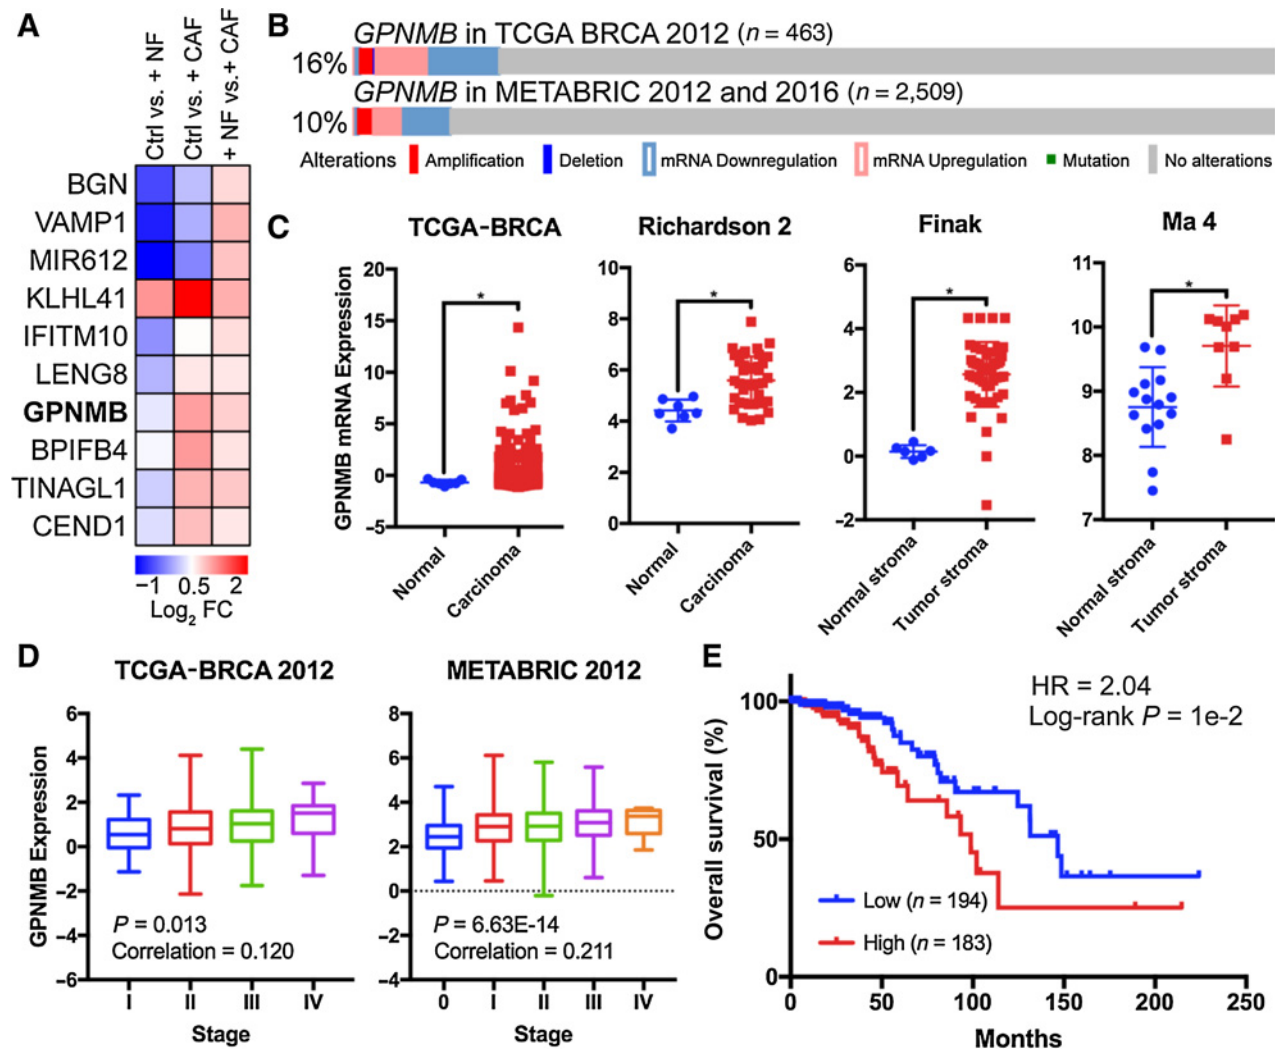 A
Ctrl vs. + NF
Ctrl vs. + CAF
+ NF vs.+ CAF
BGN
VAMP1
MIR612
KLHL41
IFITM10
LENG8
GPNMB
BPIFB4
TINAGL1
CEND1
−1 0.5 2
Log2 FC
B
GPNMB in TCGA BRCA 2012 (n = 463)
16%
GPNMB in METABRIC 2012 and 2016 (n = 2,509)
10%
Alterations Amplification Deletion mRNA Downregulation mRNA Upregulation Mutation No alterations
C
TCGA-BRCA
GPNMB mRNA Expression
20
15
10
5
0
−5
*
Normal
Carcinoma
Richardson 2
10
8
6
4
2
0
*
Normal
Carcinoma
Finak
6
4
2
0
−2
*
Normal stroma
Tumor stroma
Ma 4
11
10
9
8
7
*
Normal stroma
Tumor stroma
D
TCGA-BRCA 2012
GPNMB Expression
6
4
2
0
−2
−4
−6
P = 0.013
Correlation = 0.120
I II III IV
Stage
METABRIC 2012
8
6
4
2
0
−2
−4
P = 6.63E-14
Correlation = 0.211
0 I II III IV
Stage
E
HR = 2.04
Log-rank P = 1e-2
Overall survival (%)
100
50
0
Low (n = 194)
High (n = 183)
0 50 100 150 200 250
Months